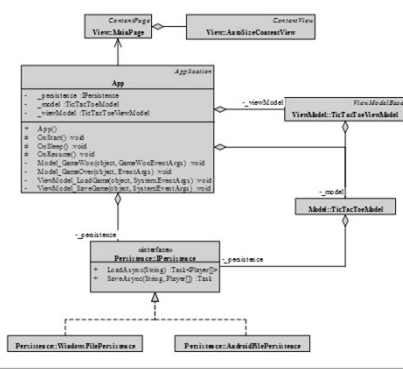 ContentPage
View::MainPage
ContentView
View::AutoSizeContentView
Application
App
- _persistence :IPersistence
- _model :TicTacToeModel
- _viewModel :TicTacToeViewModel
+ App()
# OnStart() :void
# OnSleep() :void
# OnResume() :void
- Model_GameWon(object, GameWonEventArgs) :void
- Model_GameOver(object, EventArgs) :void
- ViewModel_LoadGame(object, SystemEventArgs) :void
- ViewModel_SaveGame(object, SystemEventArgs) :void
-_viewModel
ViewModelBase
ViewModel::TicTacToeViewModel
-_model
Model::TicTacToeModel
-_persistence
«interface»
Persistence::IPersistence
+ LoadAsync(String) :Task<Player[]>
+ SaveAsync(String, Player[]) :Task
-_persistence
Persistence::WindowsFilePersistence
Persistence::AndroidFilePersistence